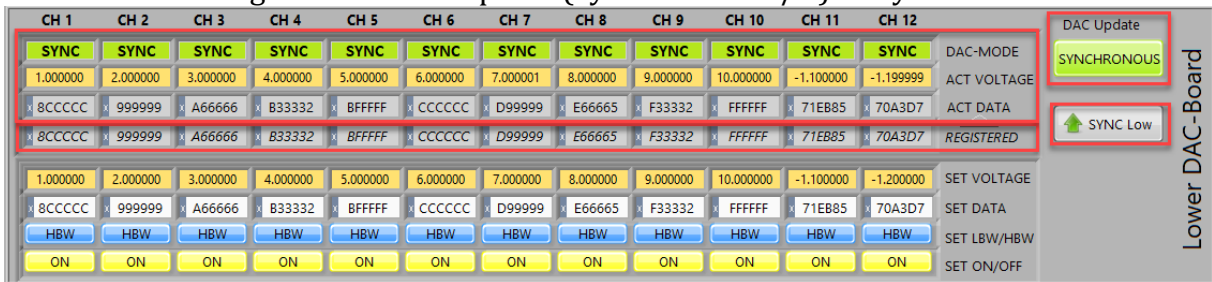 CH 1 CH 2 CH 3 CH 4 CH 5 CH 6 CH 7 CH 8 CH 9 CH 10 CH 11 CH 12
DAC Update
SYNC SYNC SYNC SYNC SYNC SYNC SYNC SYNC SYNC SYNC SYNC SYNC DAC-MODE
SYNCHRONOUS
1.000000 2.000000 3.000000 4.000000 5.000000 6.000000 7.000001 8.000000 9.000000 10.000000 -1.100000 -1.199999 ACT VOLTAGE
x 8CCCCC x 999999 x A66666 x B33332 x BFFFFF x CCCCCC x D99999 x E66665 x F33332 x FFFFFF x 71EB85 x 70A3D7 ACT DATA
SYNC Low
x 8CCCCC x 999999 x A66666 x B33332 x BFFFFF x CCCCCC x D99999 x E66665 x F33332 x FFFFFF x 71EB85 x 70A3D7 REGISTERED
1.000000 2.000000 3.000000 4.000000 5.000000 6.000000 7.000000 8.000000 9.000000 10.000000 -1.100000 -1.200000 SET VOLTAGE
x 8CCCCC x 999999 x A66666 x B33332 x BFFFFF x CCCCCC x D99999 x E66665 x F33332 x FFFFFF x 71EB85 x 70A3D7 SET DATA
HBW HBW HBW HBW HBW HBW HBW HBW HBW HBW HBW HBW SET LBW/HBW
ON ON ON ON ON ON ON ON ON ON ON ON SET ON/OFF
Lower DAC-Board